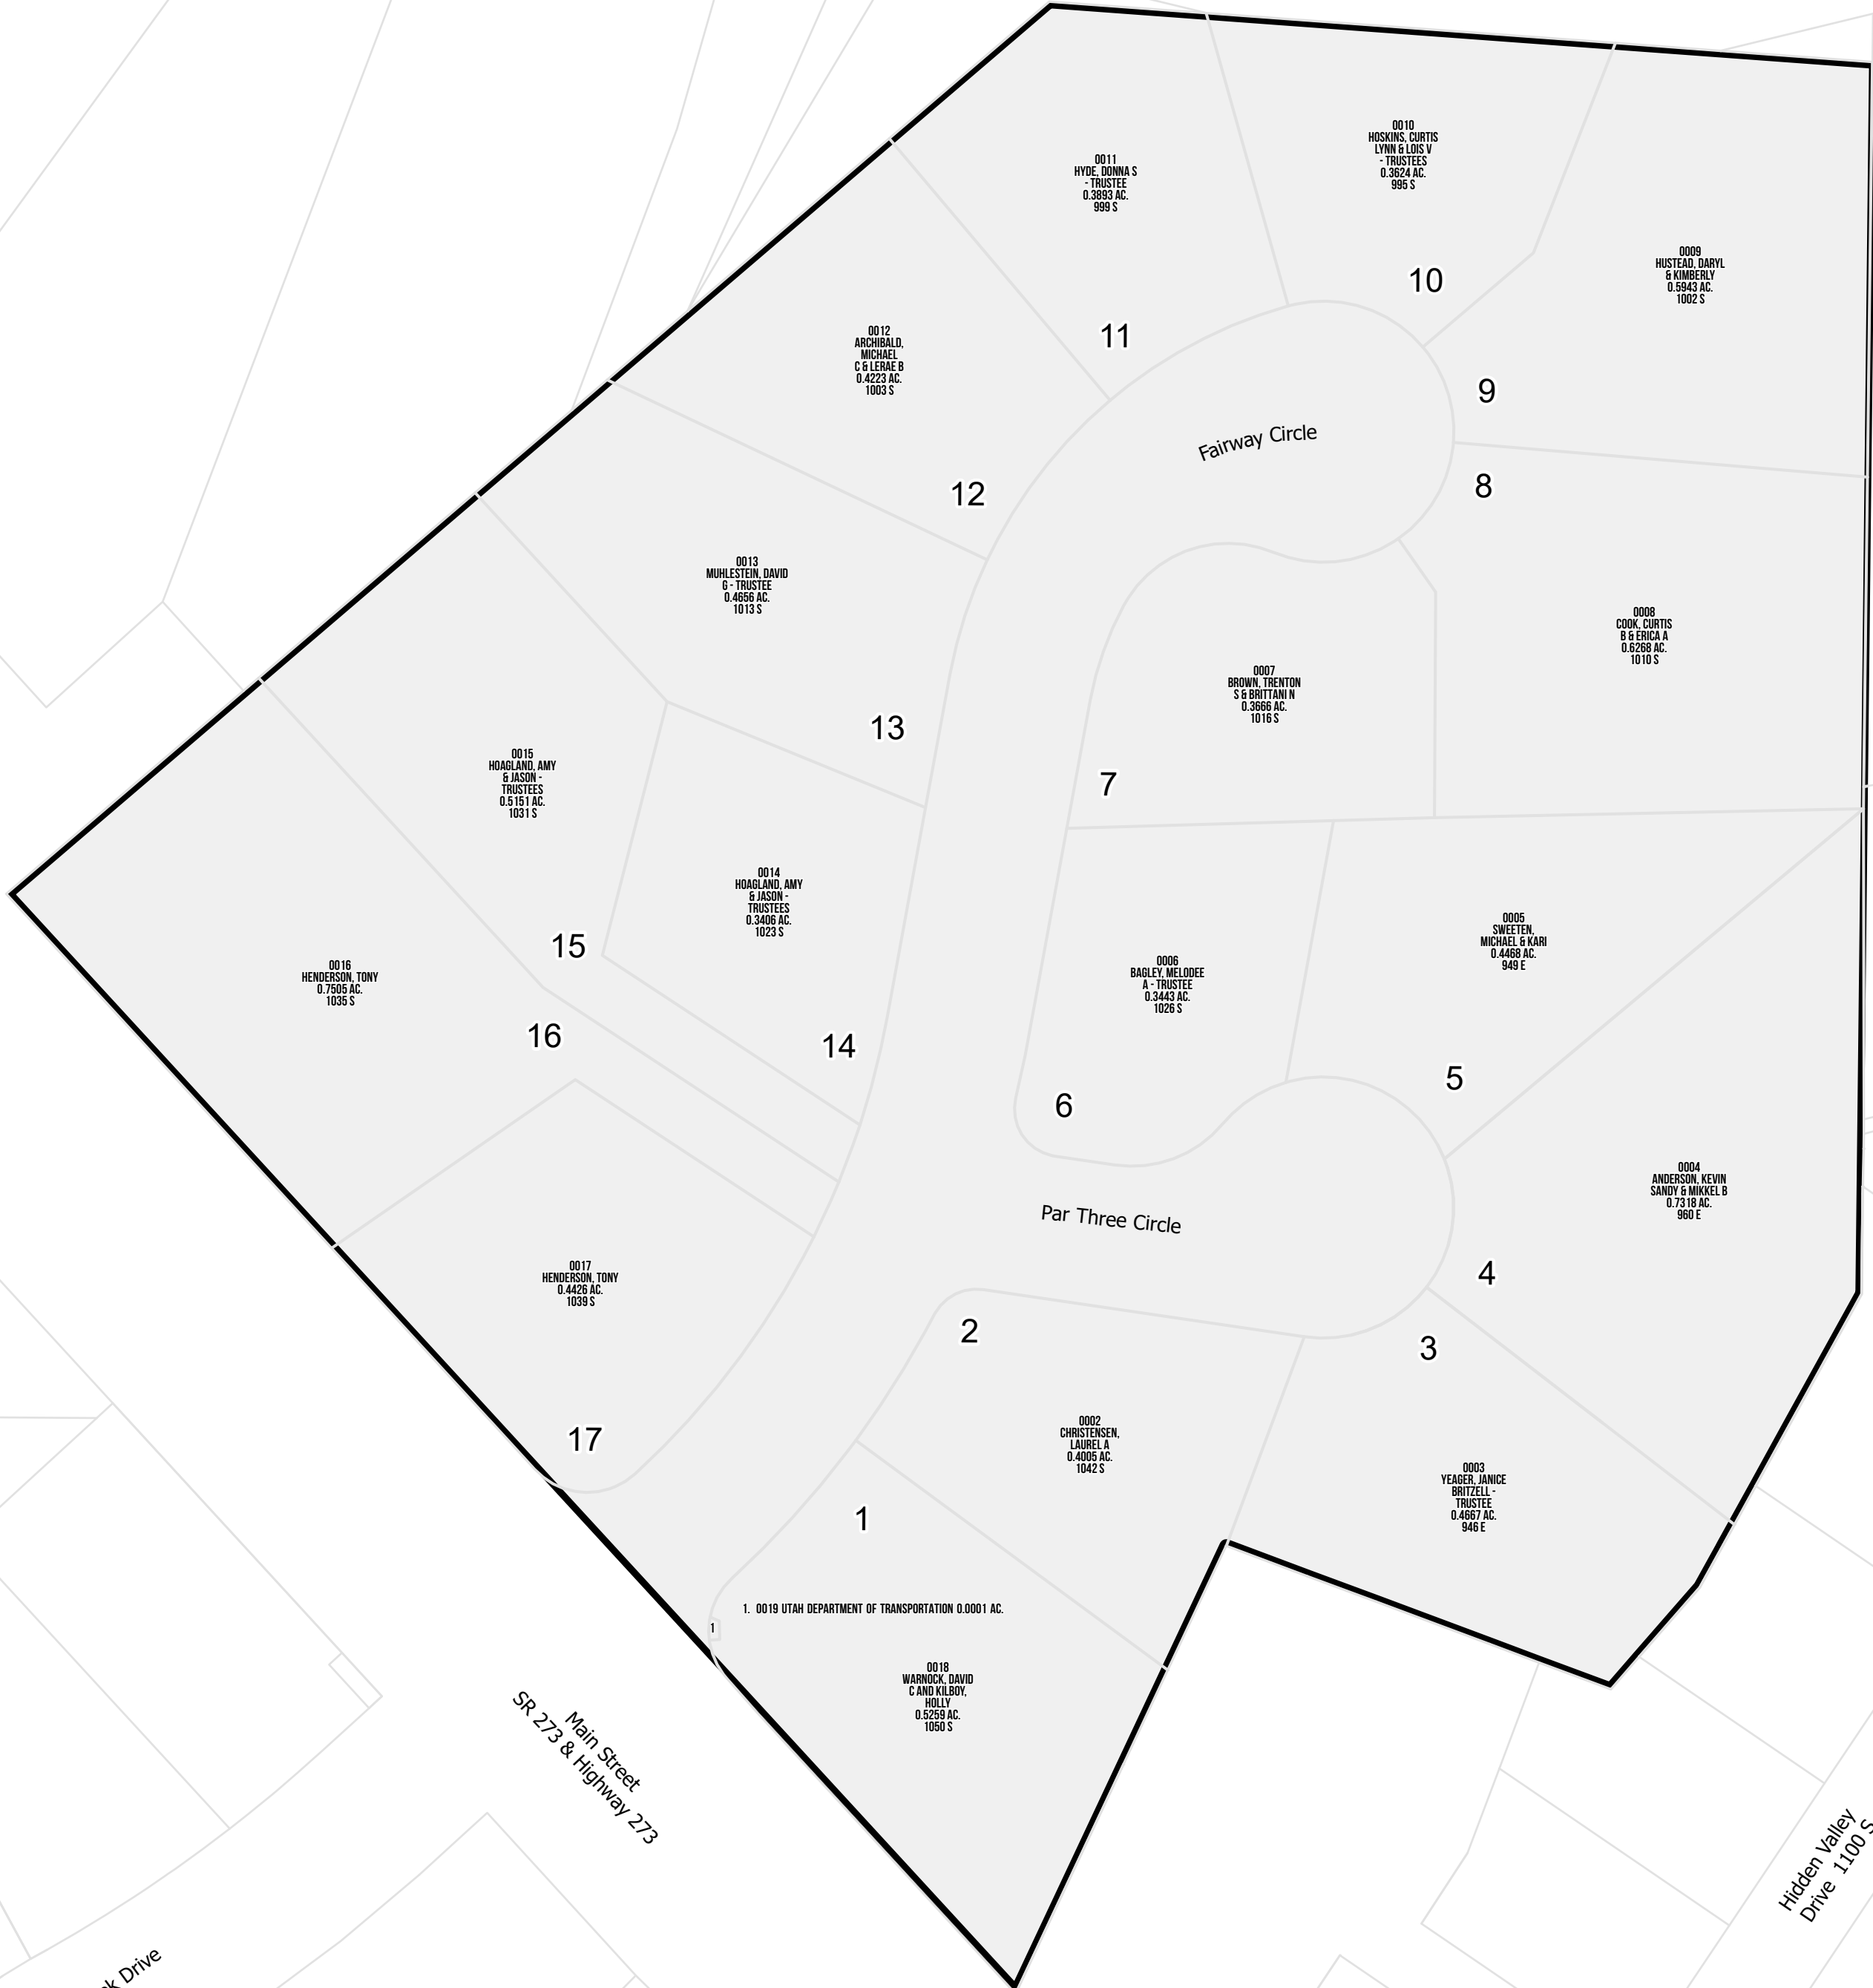 0010
HOSKINS, CURTIS
LYNN & LOIS V
- TRUSTEES
0.3624 AC.
995 S
0011
HYDE, DONNA S
- TRUSTEE
0.3893 AC.
999 S
0009
HUSTEAD, DARYL
& KIMBERLY
0.5943 AC.
1002 S
10
11
0012
ARCHIBALD,
MICHAEL
C & LERAE B
0.4223 AC.
1003 S
9
Fairway Circle
8
12
0013
MUHLESTEIN, DAVID
G - TRUSTEE
0.4656 AC.
1013 S
0008
COOK, CURTIS
B & ERICA A
0.6268 AC.
1010 S
0007
BROWN, TRENTON
S & BRITTANI N
0.3666 AC.
1016 S
13
7
0015
HOAGLAND, AMY
& JASON -
TRUSTEES
0.5151 AC.
1031 S
0014
HOAGLAND, AMY
& JASON -
TRUSTEES
0.3406 AC.
1023 S
0005
SWEETEN,
MICHAEL & KARI
0.4468 AC.
949 E
15
0016
HENDERSON, TONY
0.7505 AC.
1035 S
0006
BAGLEY, MELODEE
A - TRUSTEE
0.3443 AC.
1026 S
16
14
5
6
0004
ANDERSON, KEVIN
SANDY & MIKKEL B
0.7318 AC.
960 E
Par Three Circle
0017
HENDERSON, TONY
0.4426 AC.
1039 S
4
2
3
17
0002
CHRISTENSEN,
LAUREL A
0.4005 AC.
1042 S
0003
YEAGER, JANICE
BRITZELL -
TRUSTEE
0.4667 AC.
946 E
1
1. 0019 UTAH DEPARTMENT OF TRANSPORTATION 0.0001 AC.
1
0018
WARNOCK, DAVID
C AND KILBOY,
HOLLY
0.5259 AC.
1050 S
Main Street
SR 273 & Highway 273
Hidden Valley
Drive 1100 S
Drive